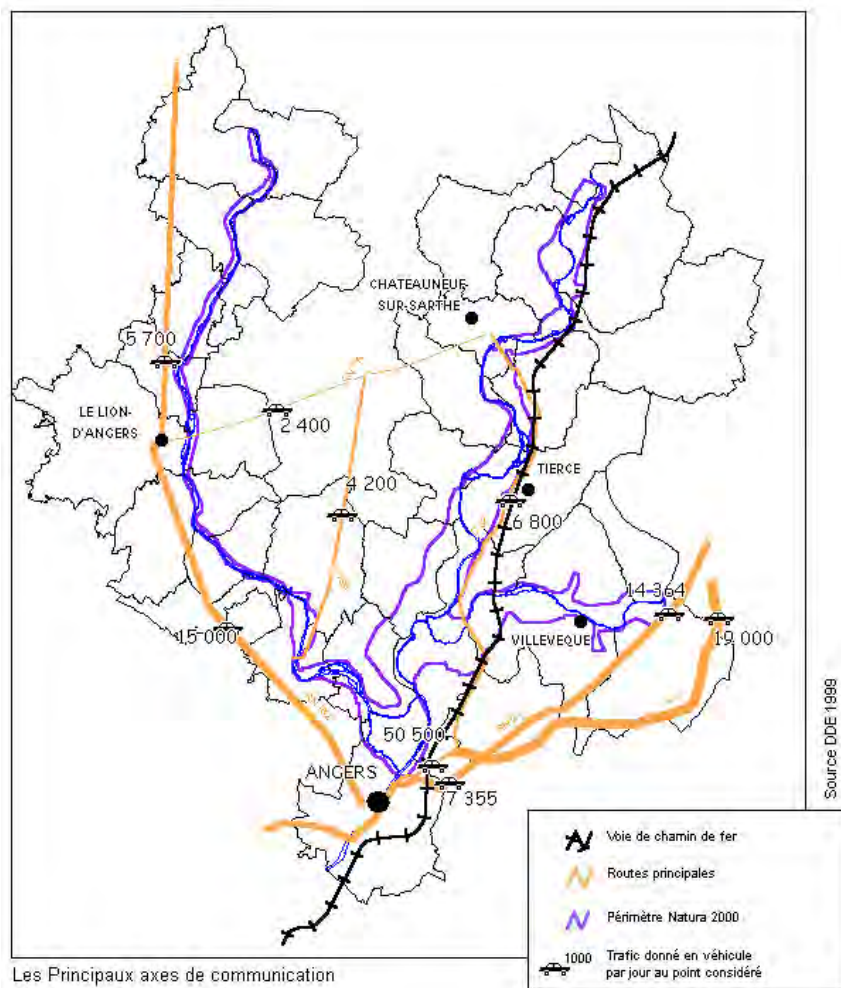 CHATEAUNEUF
-SUR-SARTHE
5 700
LE LION-
D'ANGERS
2 400
4 200
TIERCE
6 800
14 364
15 000
VILLEVEQUE
19 000
50 500
ANGERS
7 355
Source DDE 1999
Voie de chamin de fer
Routes principales
Périmètre Natura 2000
1000
Trafic donné en véhicule
par jour au point considéré
Les Principaux axes de communication